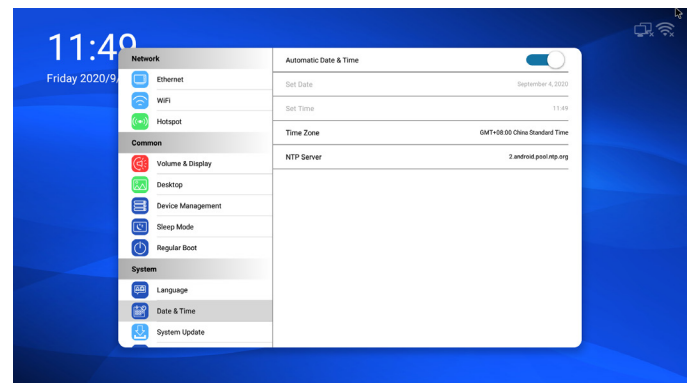 11:49
Friday 2020/9/
Network
Ethernet
WiFi
Hotspot
Common
Volume & Display
Desktop
Device Management
Sleep Mode
Regular Boot
System
Language
Date & Time
System Update
Automatic Date & Time
Set Date September 4, 2020
Set Time 11:49
Time Zone GMT+08:00 China Standard Time
NTP Server 2.android.pool.ntp.org